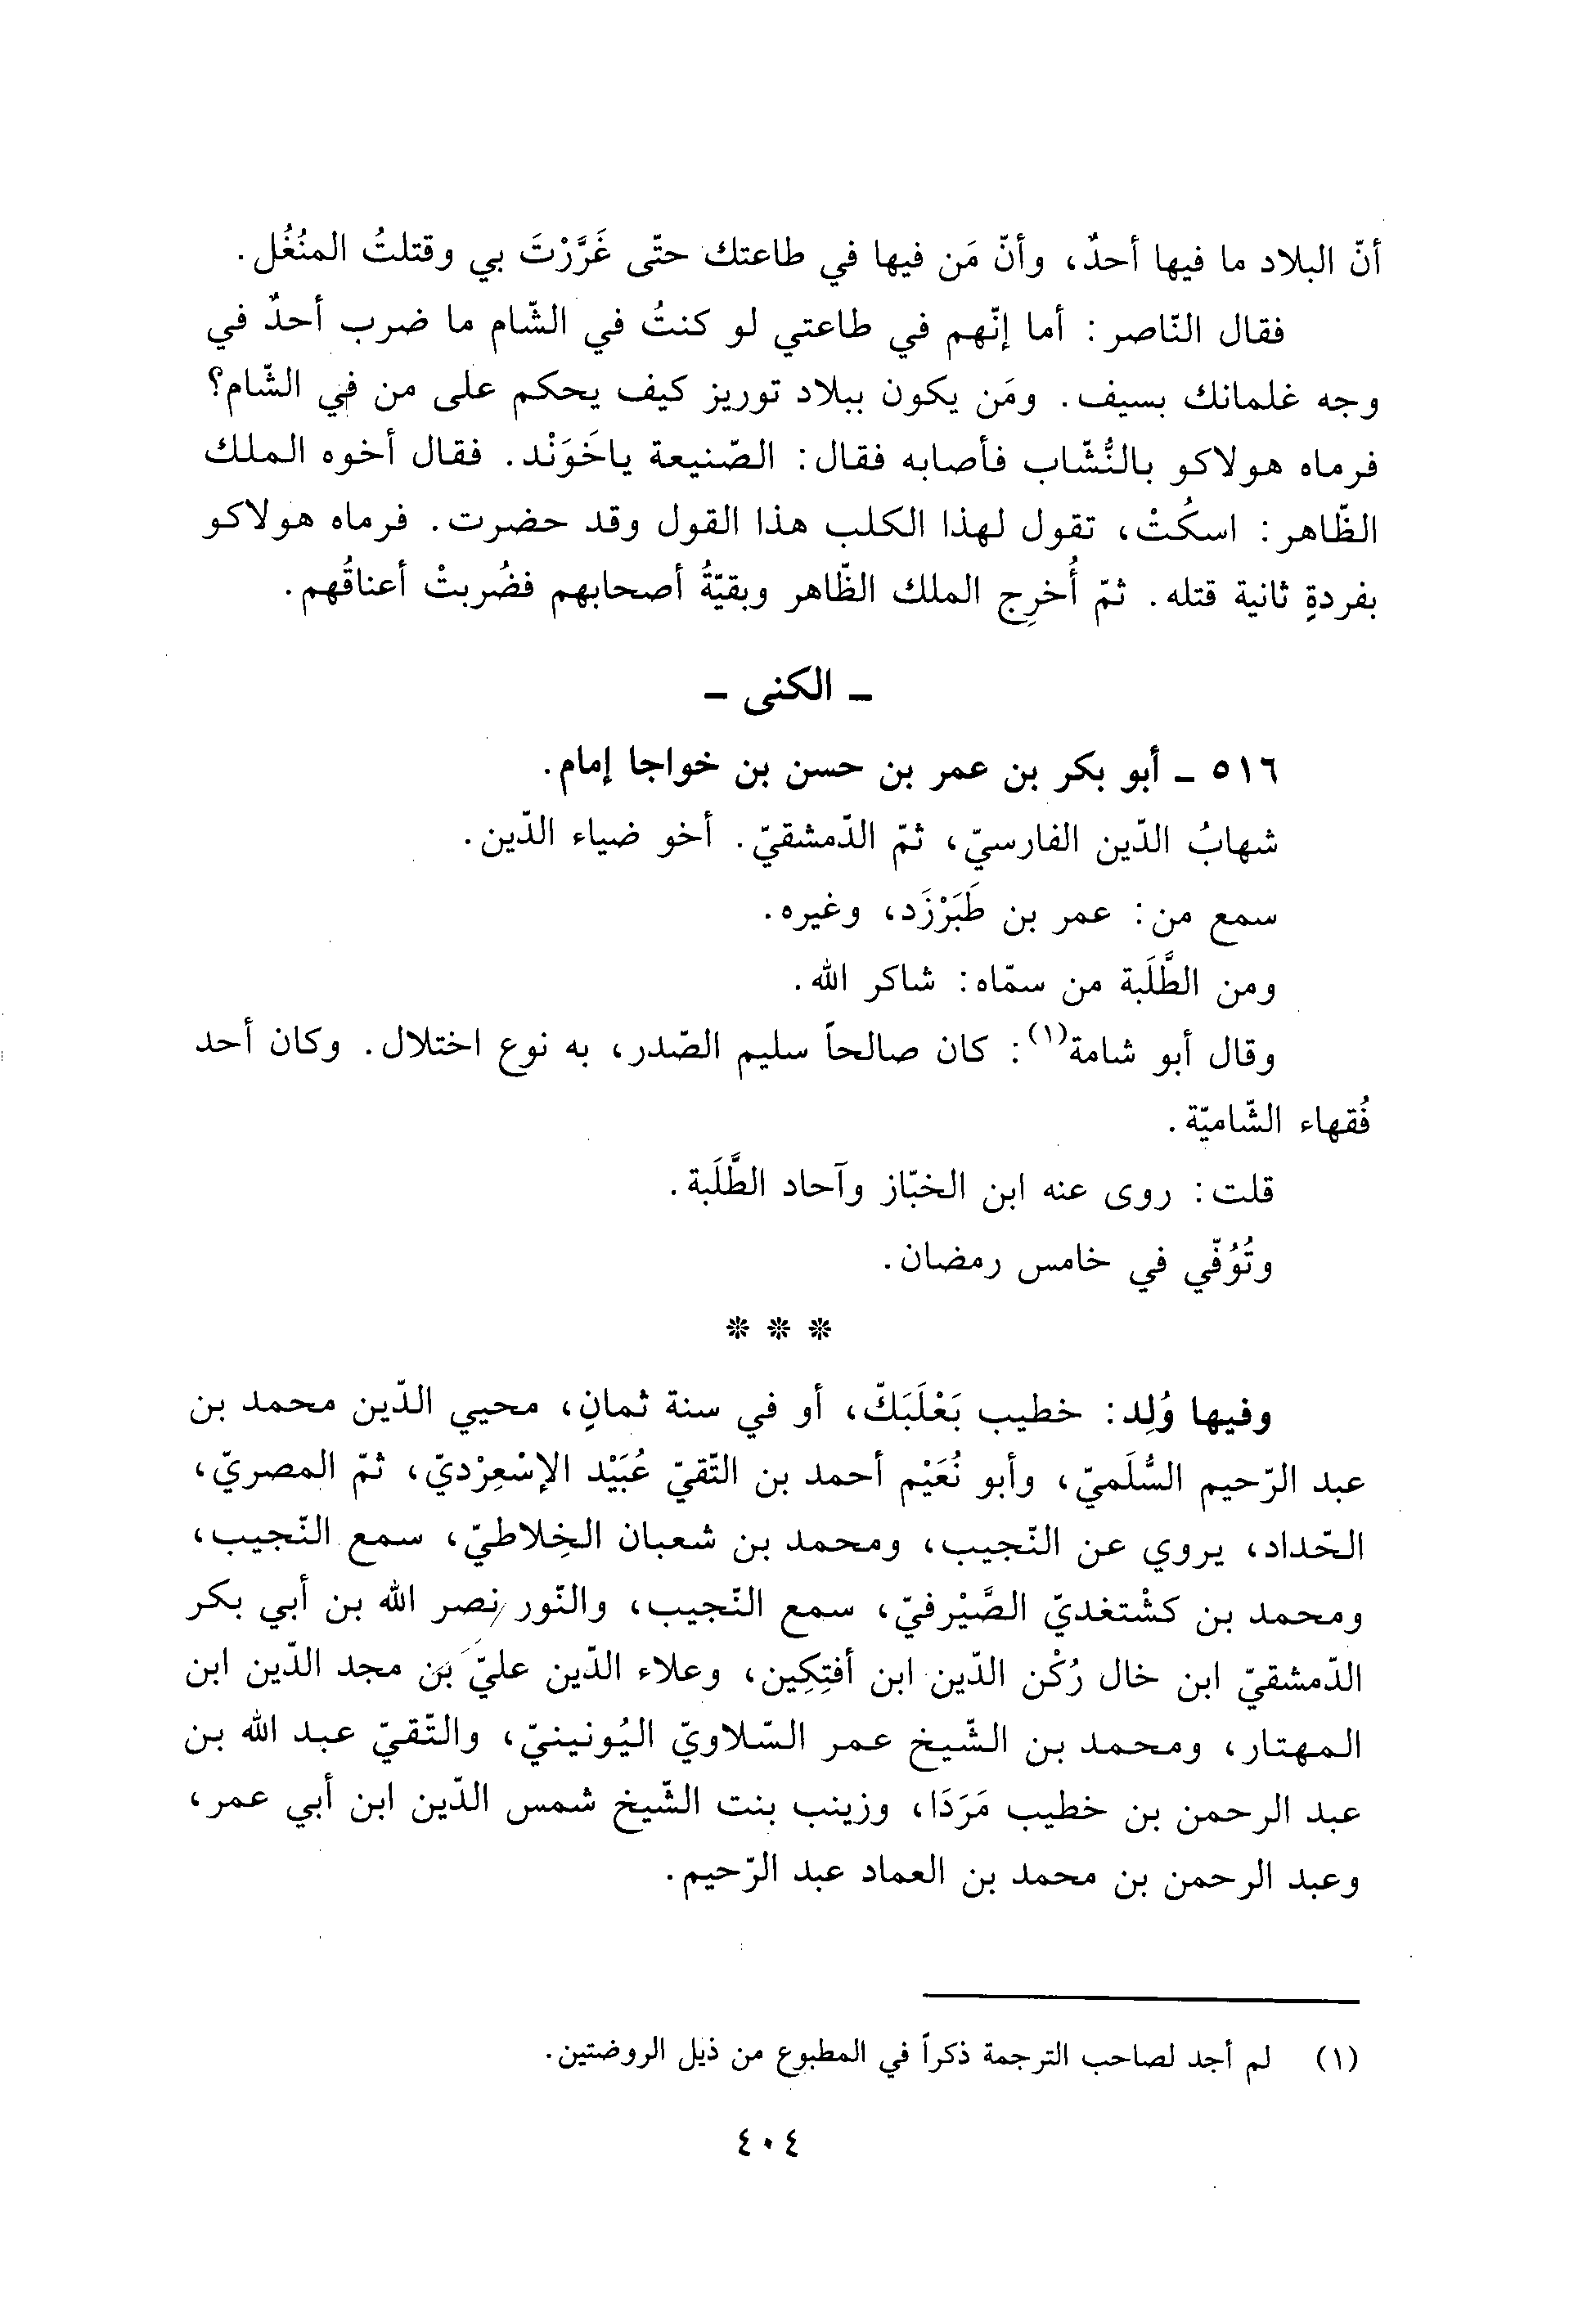 أنّ البلاد ما فيها أحدٌ، وأنّ مَن فيها في طاعتك حتّى غَرَّرْتَ بي وقتلتُ المنُغُل.
فقال النّاصر: أما إنّهم في طاعتي لو كنتُ في الشّام ما ضرب أحدٌ في
وجه غلمانك بسيف. ومَن يكون ببلاد توريز كيف يحكم على من في الشّام؟
فرماه هولاكو بالنُّشّاب فأصابه فقال: الصّنيعة ياخَوَنْد. فقال أخوه الملك
الظّاهر: اسكُتْ، تقول لهذا الكلب هذا القول وقد حضرت. فرماه هولاكو
بفردةٍ ثانية قتله. ثمّ أُخرِج الملك الظّاهر وبقيّةُ أصحابهم فضُربتْ أعناقُهم.
ـ الكنى ـ
٥١٦ ـ أبو بكر بن عمر بن حسن بن خواجا إمام.
شهابُ الدّين الفارسيّ، ثمّ الدّمشقيّ. أخو ضياء الدّين.
سمع من: عمر بن طَبَرْزَد، وغيره.
ومن الطَّلَبة من سمّاه: شاكر الله.
وقال أبو شامة(١): كان صالحاً سليم الصّدر، به نوع اختلال. وكان أحد
فُقهاء الشّاميّة.
قلت: روى عنه ابن الخبّاز وآحاد الطَّلَبة.
وتُوُفّي في خامس رمضان.
* * *
وفيها وُلِد: خطيب بَعْلَبَكّ، أو في سنة ثمانٍ، محيي الدّين محمد بن
عبد الرّحيم السُّلَميّ، وأبو نُعَيْم أحمد بن التّقيّ عُبَيْد الإسْعِرْديّ، ثمّ المصريّ،
الحّداد، يروي عن النّجيب، ومحمد بن شعبان الخِلاطيّ، سمع النّجيب،
ومحمد بن كشْتغديّ الصَّيْرفيّ، سمع النّجيب، والنّور نصر الله بن أبي بكر
الدّمشقيّ ابن خال رُكْن الدّين ابن أفتِكِين، وعلاء الدّين عليّ بن مجد الدّين ابن
المهتار، ومحمد بن الشّيخ عمر السّلاويّ اليُونينيّ، والتّقيّ عبد الله بن
عبد الرحمن بن خطيب مَرَدَا، وزينب بنت الشّيخ شمس الدّين ابن أبي عمر،
وعبد الرحمن بن محمد بن العماد عبد الرّحيم.
(١) لم أجد لصاحب الترجمة ذكراً في المطبوع من ذيل الروضتين.
٤٠٤